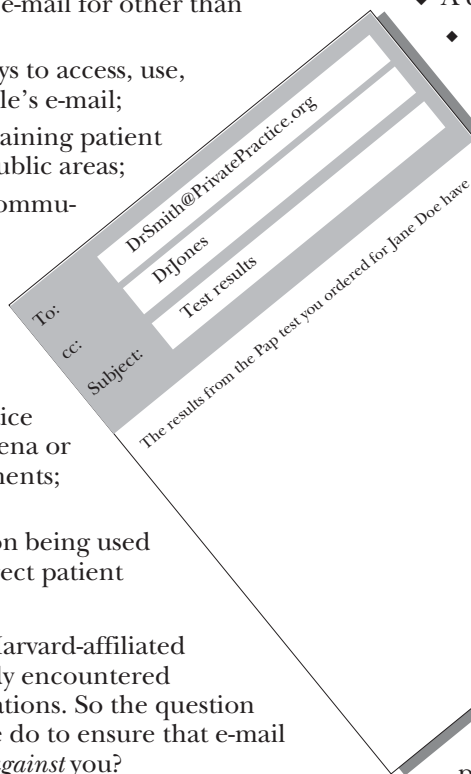 e-mail for other than
ys to access, use,
le's e-mail;
aining patient
ublic areas;
ommu-
ice
ena or
ents;
on being used
ect patient
Harvard-affiliated
ly encountered
ations. So the question
e do to ensure that e-mail
gainst you?
To: DrSmith@PrivatePractice.org
cc: DrJones
Subject: Test results
The results from the Pap test you ordered for Jane Doe have